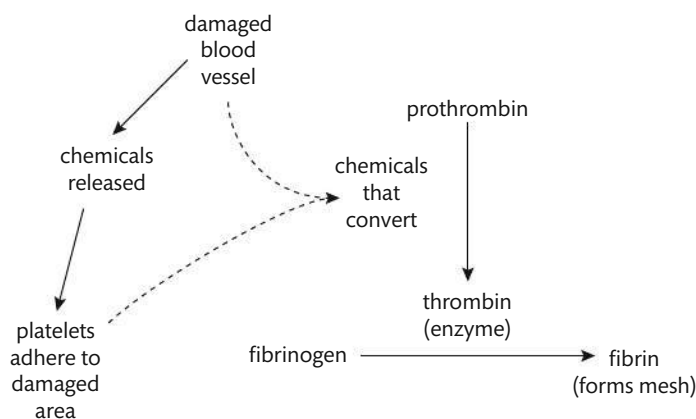 damaged
blood
vessel
prothrombin
chemicals
released
chemicals
that
convert
thrombin
(enzyme)
platelets
adhere to
damaged
area
fibrinogen
fibrin
(forms mesh)